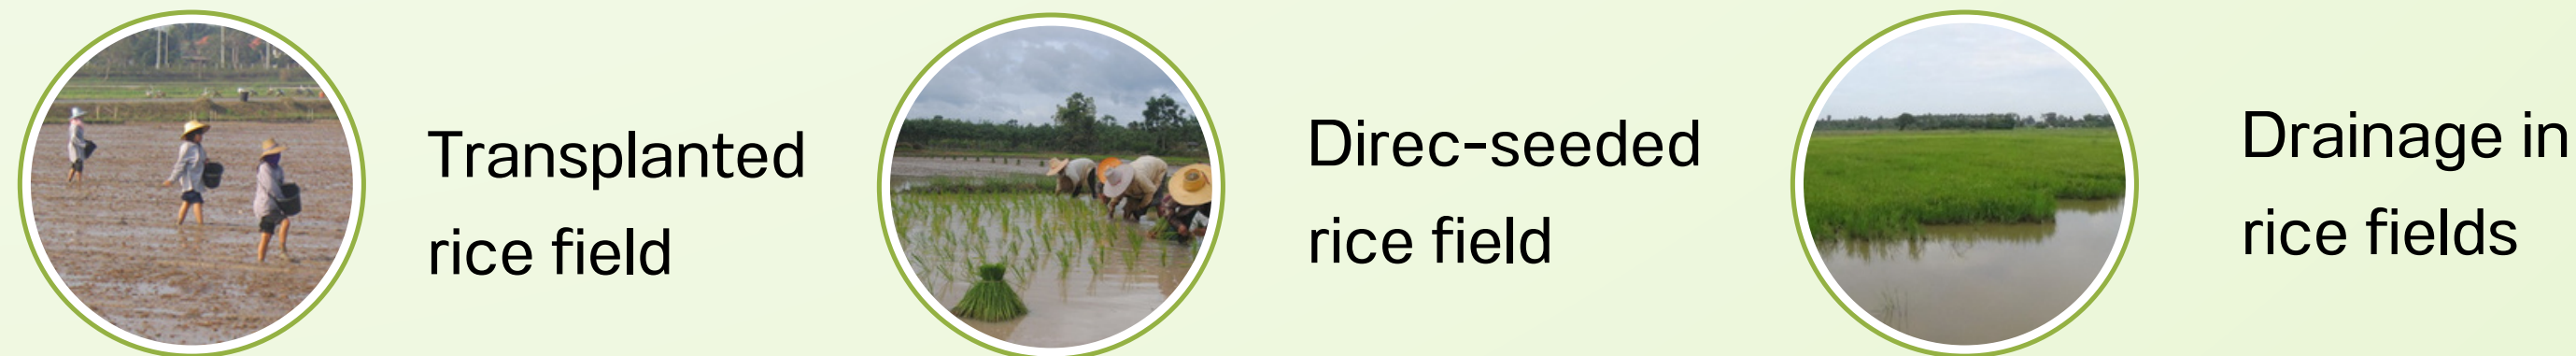 Transplanted
rice field
Direc-seeded
rice field
Drainage in
rice fields